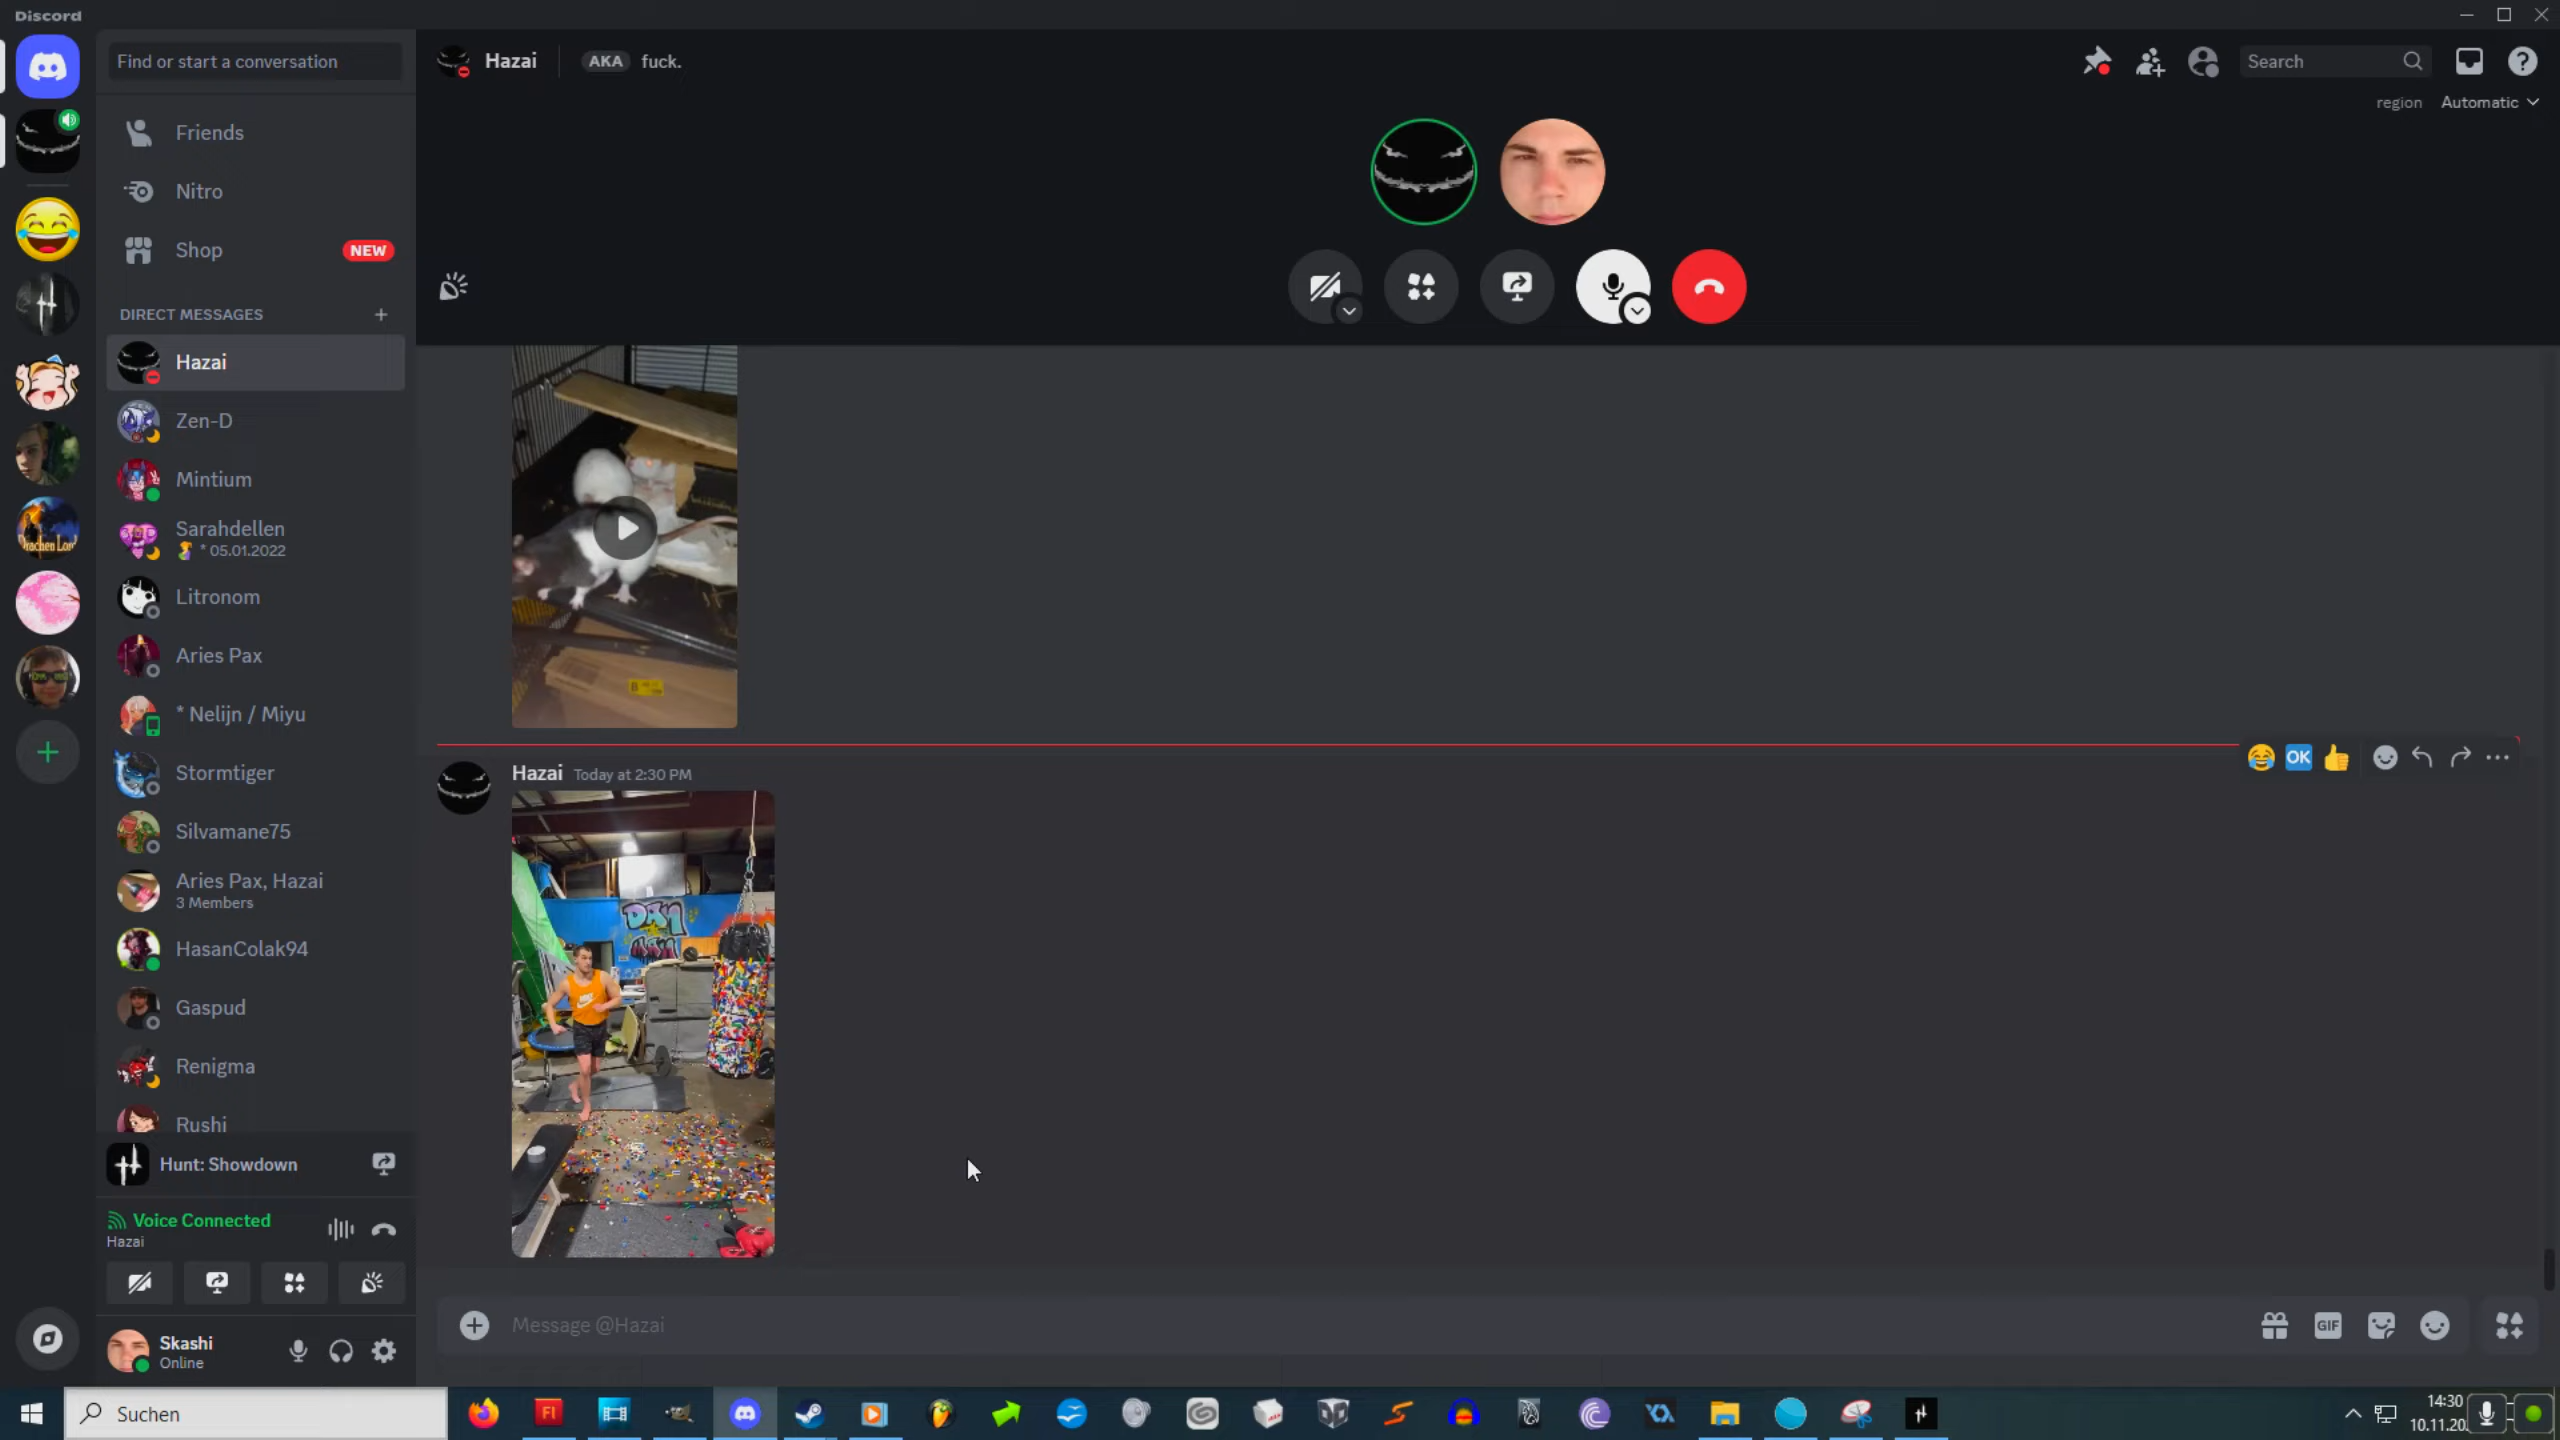 Discord
Find or start a conversation
Friends
Nitro
Shop
NEW
DIRECT MESSAGES
Hazai
Zen-D
Mintium
Sarahdellen
* 05.01.2022
Litronom
Aries Pax
* Nelijn / Miyu
Stormtiger
Silvamane75
Aries Pax, Hazai
3 Members
HasanColak94
Gaspud
Renigma
Rushi
Hunt: Showdown
Voice Connected
Hazai
Skashi
Online
Hazai
AKA fuck.
Search
region Automatic
Hazai Today at 2:30 PM
OK
Message @Hazai
GIF
Suchen
14:30
10.11.20